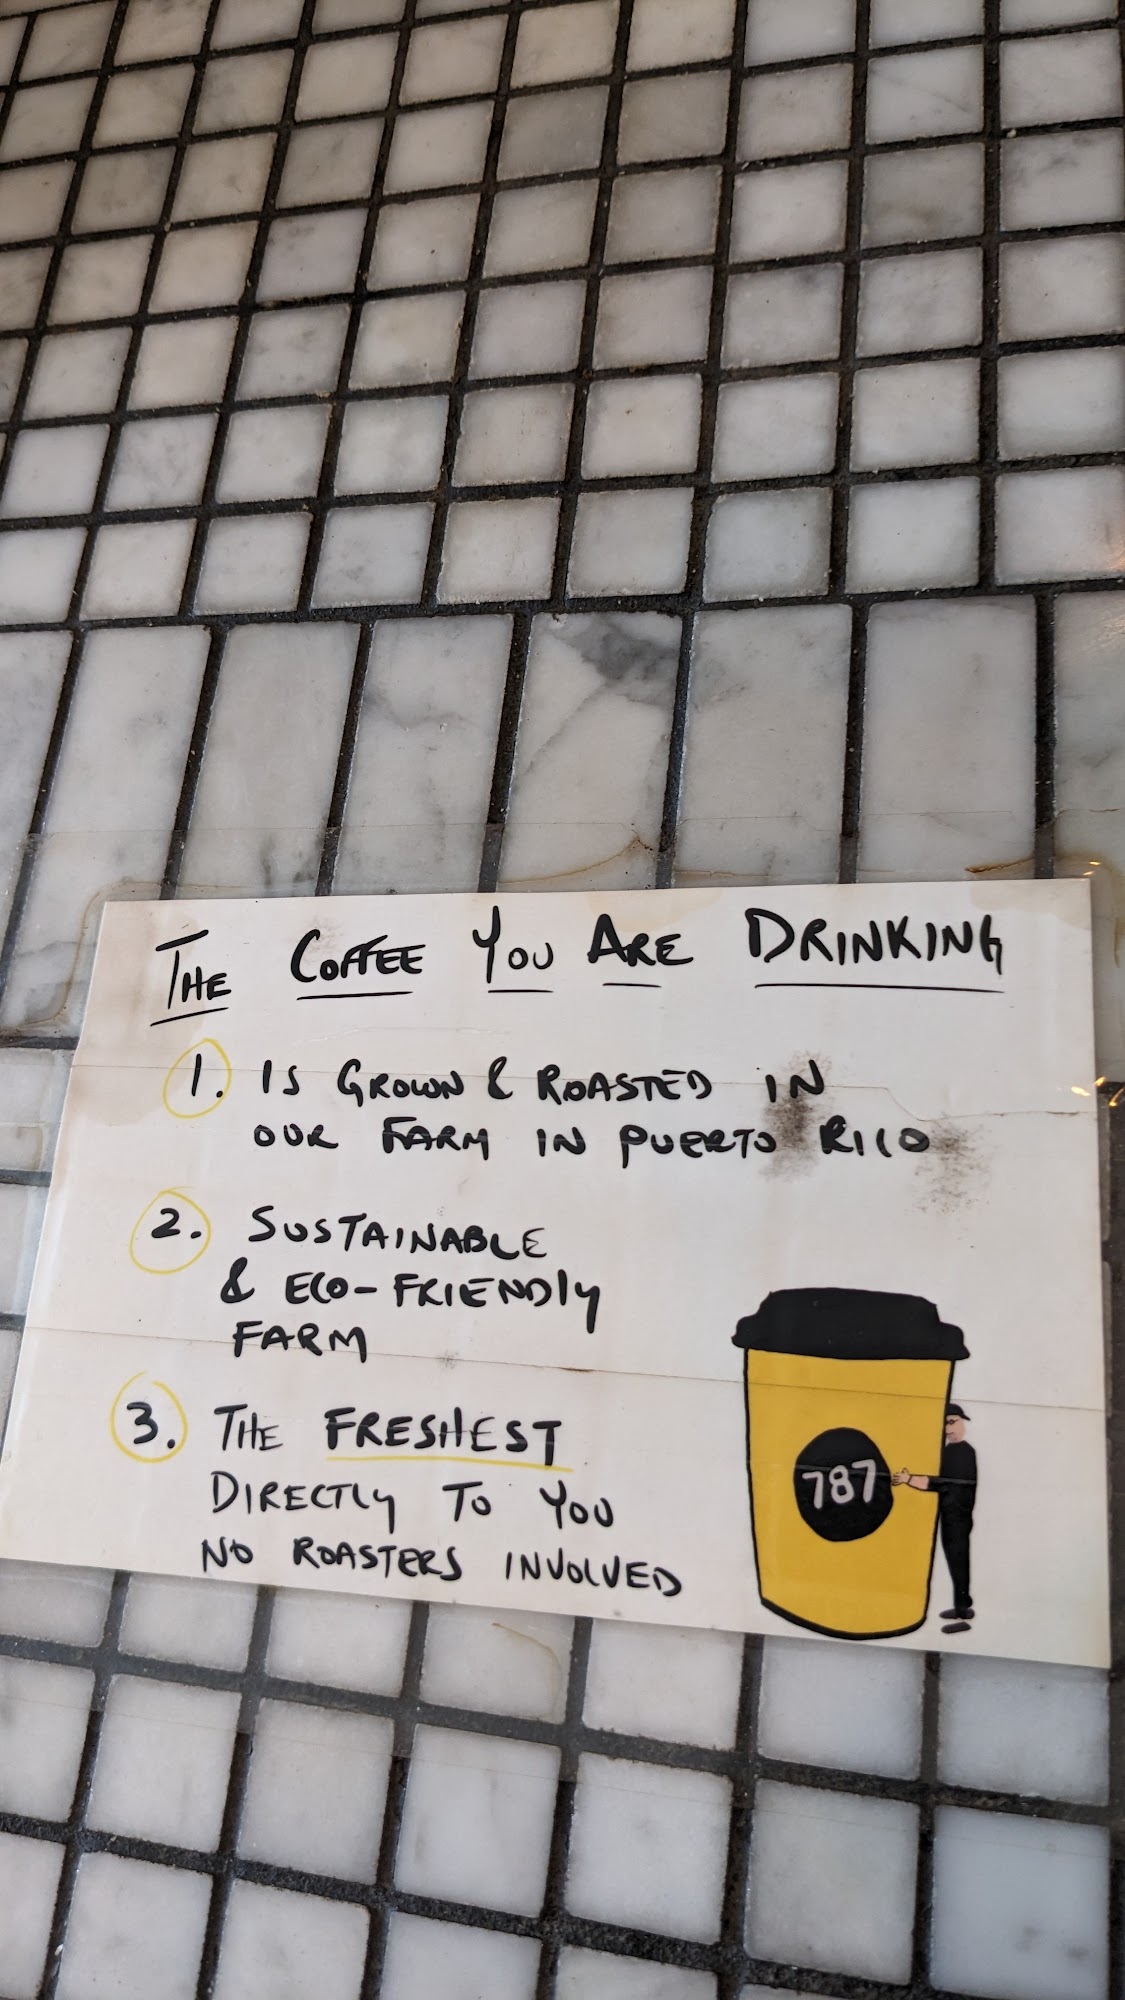 THE COFFEE YOU ARE DRINKING
1. IS GROWN & ROASTED IN
OUR FARM IN PUERTO RICO
2. SUSTAINABLE
& ECO-FRIENDLY
FARM
3. THE FRESHEST
DIRECTLY TO YOU
NO ROASTERS INVOLVED
787